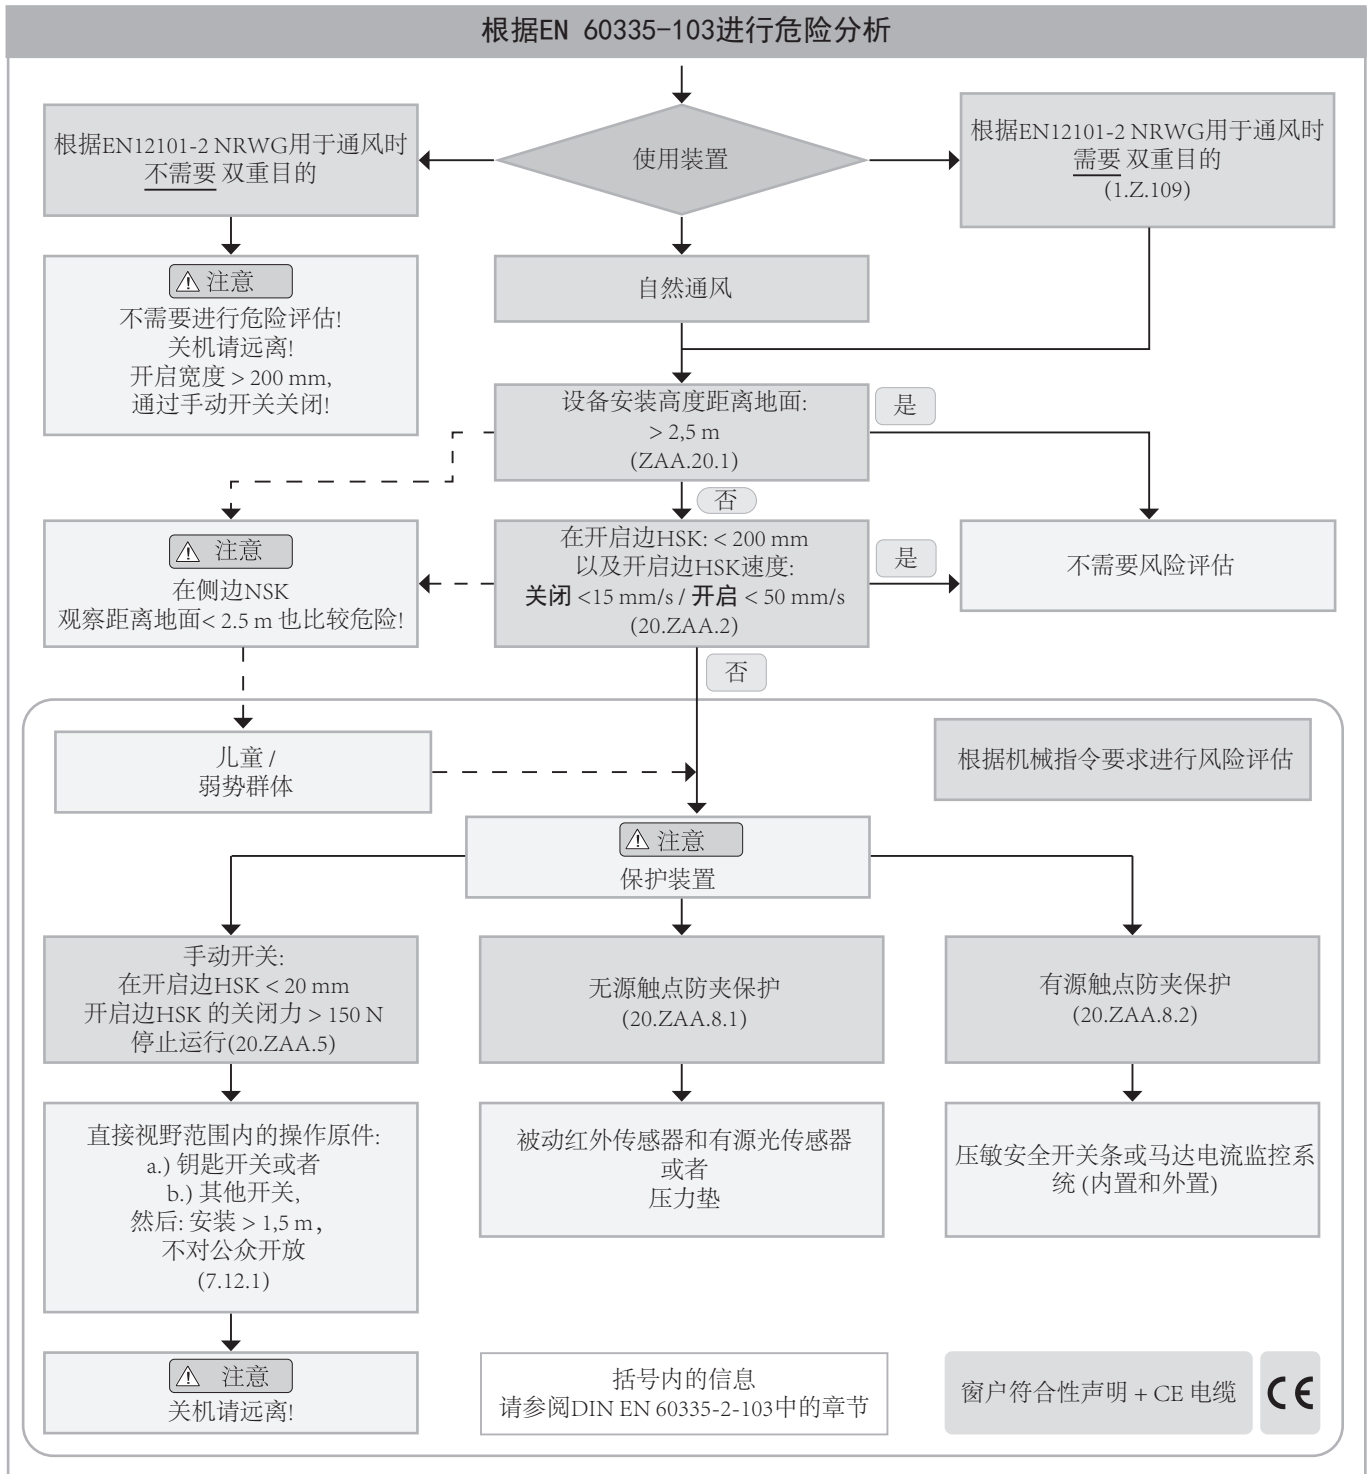 根据EN 60335-103进行危险分析
根据EN12101-2 NRWG用于通风时
不需要 双重目的
使用装置
根据EN12101-2 NRWG用于通风时
需要 双重目的
(1.Z.109)
注意
不需要进行危险评估!
关机请远离!
开启宽度 > 200 mm,
通过手动开关关闭!
自然通风
设备安装高度距离地面:
> 2,5 m
(ZAA.20.1)
是
否
注意
在侧边NSK
观察距离地面< 2.5 m 也比较危险!
在开启边HSK: < 200 mm
以及开启边HSK速度:
关闭 <15 mm/s / 开启 < 50 mm/s
(20.ZAA.2)
是
不需要风险评估
否
儿童 /
弱势群体
根据机械指令要求进行风险评估
注意
保护装置
手动开关:
在开启边HSK < 20 mm
开启边HSK 的关闭力 > 150 N
停止运行(20.ZAA.5)
无源触点防夹保护
(20.ZAA.8.1)
有源触点防夹保护
(20.ZAA.8.2)
直接视野范围内的操作原件:
a.) 钥匙开关或者
b.) 其他开关,
然后: 安装 > 1,5 m,
不对公众开放
(7.12.1)
被动红外传感器和有源光传感器
或者
压力垫
压敏安全开关条或马达电流监控系
统 (内置和外置)
注意
关机请远离!
括号内的信息
请参阅DIN EN 60335-2-103中的章节
窗户符合性声明 + CE 电缆
CE